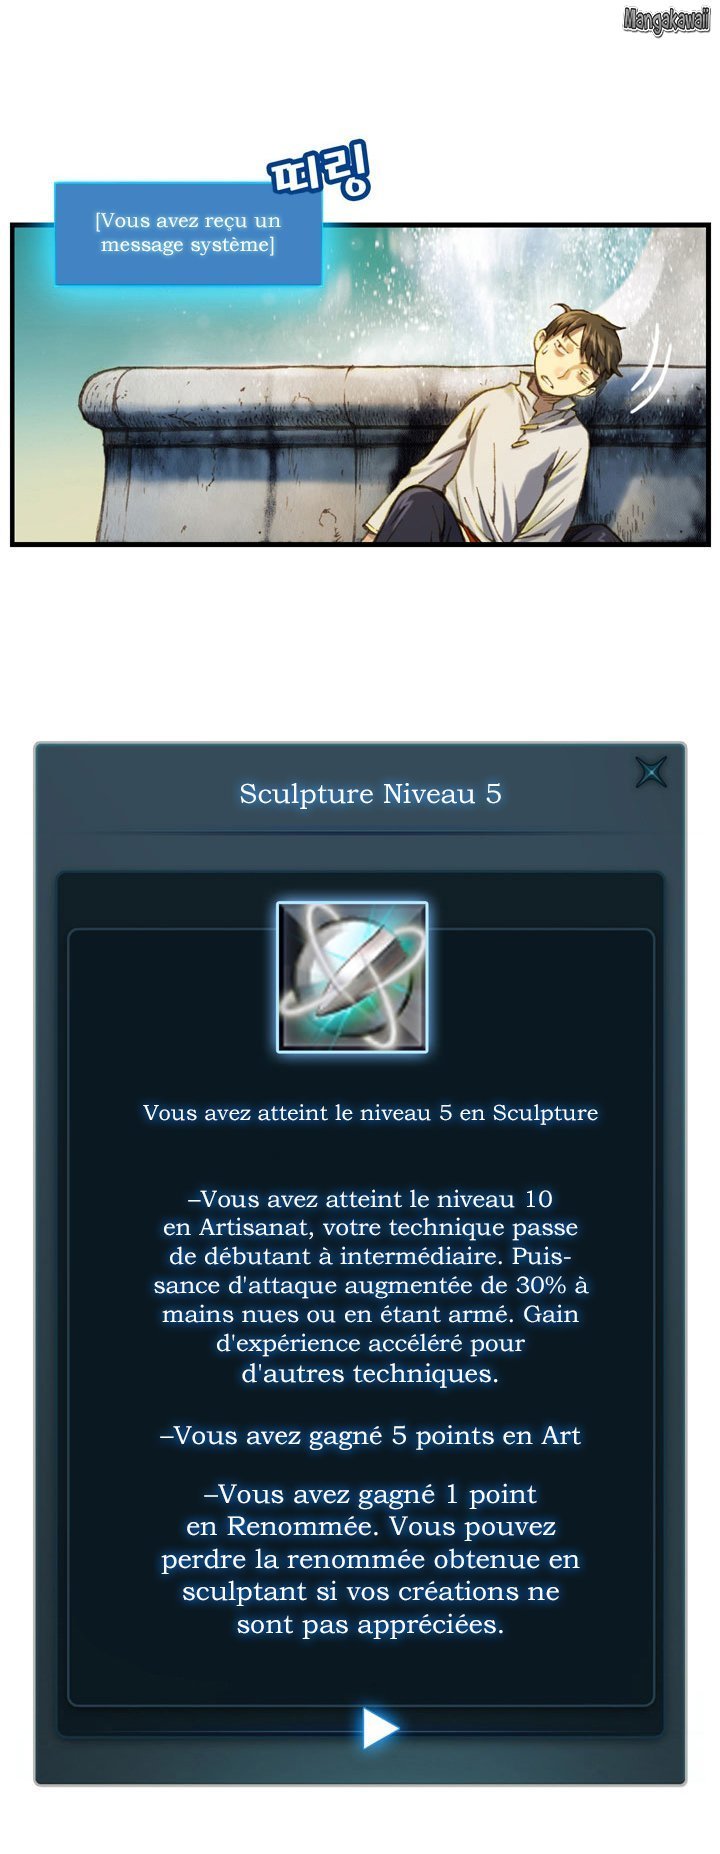 Mangakawaii
띠링
[Vous avez reçu un
message système]
Sculpture Niveau 5
Vous avez atteint le niveau 5 en Sculpture
–Vous avez atteint le niveau 10
en Artisanat, votre technique passe
de débutant à intermédiaire. Puis-
sance d'attaque augmentée de 30% à
mains nues ou en étant armé. Gain
d'expérience accéléré pour
d'autres techniques.
–Vous avez gagné 5 points en Art
–Vous avez gagné 1 point
en Renommée. Vous pouvez
perdre la renommée obtenue en
sculptant si vos créations ne
sont pas appréciées.